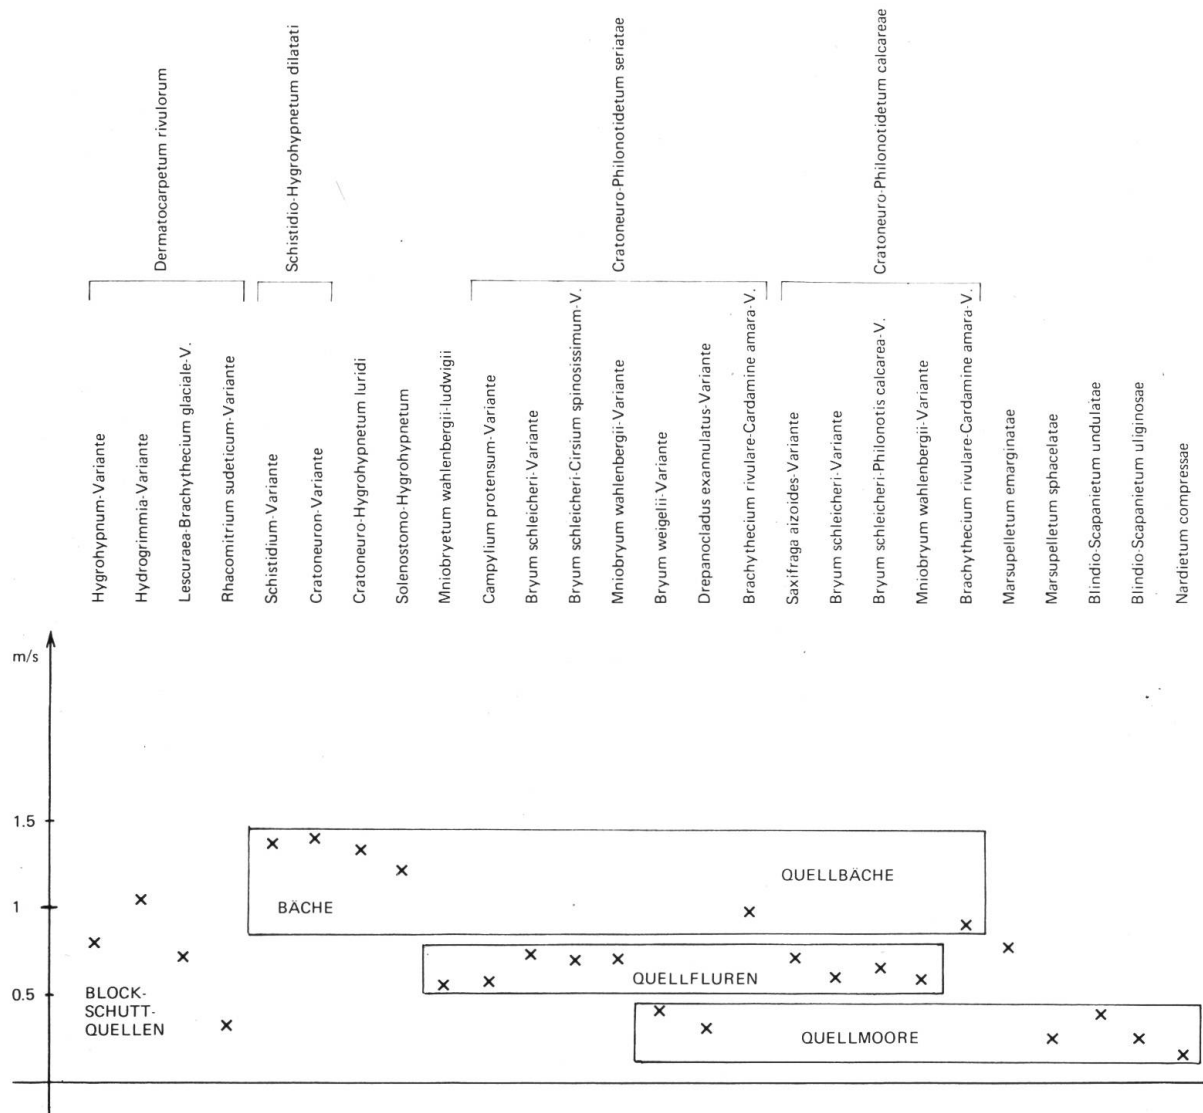 Dermatocarpetum rivulorum
Schistidio-Hygrohypnetum dilatati
Cratoneuro-Philonotidetum seriatae
Cratoneuro-Philonotidetum calcareae
Hygrohypnum-Variante
Hydrogrimmia-Variante
Lescuraea-Brachythecium glaciale-V.
Rhacomitrium sudeticum-Variante
Schistidium-Variante
Cratoneuron-Variante
Cratoneuro-Hygrohypnetum luridi
Solenostomo-Hygrohypnetum
Mniobryetum wahlenbergii-ludwigii
Campylium protensum-Variante
Bryum schleicheri-Variante
Bryum schleicheri-Cirsium spinosissimum-V.
Mniobryum wahlenbergii-Variante
Bryum weigelii-Variante
Drepanocladus exannulatus-Variante
Brachythecium rivulare-Cardamine amara-V.
Saxifraga aizoides-Variante
Bryum schleicheri-Variante
Bryum schleicheri-Philonotis calcarea-V.
Mniobryum wahlenbergii-Variante
Brachythecium rivulare-Cardamine amara-V.
Marsupelletum emarginatae
Marsupelletum sphacelatae
Blindio-Scapanietum undulatae
Blindio-Scapanietum uliginosae
Nardietum compressae
m/s
1.5
1
0.5
BÄCHE
QUELLBÄCHE
QUELLFLUREN
BLOCK-
SCHUTT-
QUELLEN
QUELLMOORE